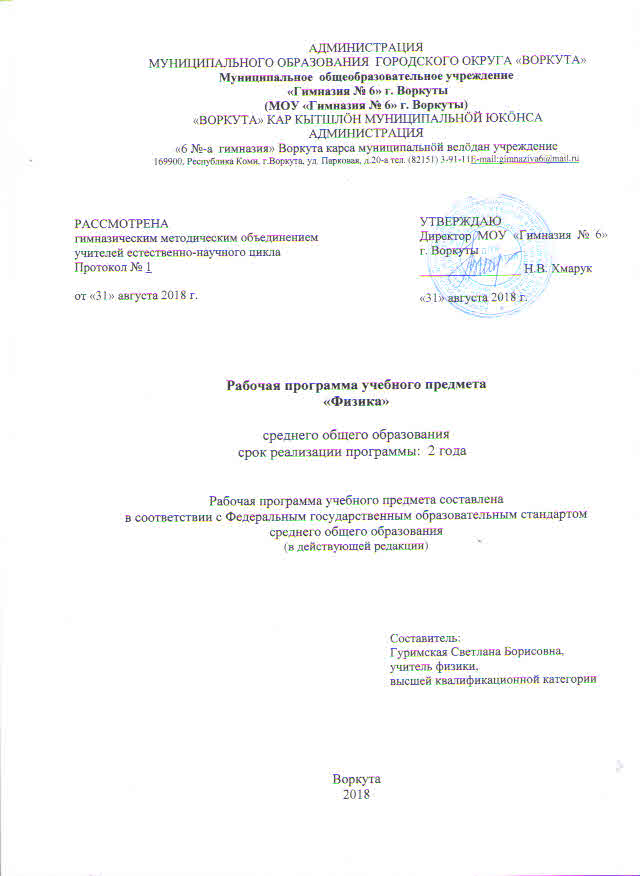 АДМИНИСТРАЦИЯ
МУНИЦИПАЛЬНОГО ОБРАЗОВАНИЯ ГОРОДСКОГО ОКРУГА «ВОРКУТА»
Муниципальное общеобразовательное учреждение
«Гимназия № 6» г. Воркуты
(МОУ «Гимназия № 6» г. Воркуты)
«ВОРКУТА» КАР КЫТШЛÖН МУНИЦИПАЛЬНÖЙ ЮКÖНСА
АДМИНИСТРАЦИЯ
«6 №-а гимназия» Воркута карса муниципальнöй велöдан учреждение
169900, Республика Коми, г.Воркута, ул. Парковая, д.20-а тел. (82151) 3-91-11E-mail:gimnaziya6@mail.ru
РАССМОТРЕНА
гимназическим методическим объединением
учителей естественно-научного цикла
Протокол № 1
от «31» августа 2018 г.
УТВЕРЖДАЮ
Директор МОУ «Гимназия № 6»
г. Воркуты
Н.В. Хмарук
«31» августа 2018 г.
Рабочая программа учебного предмета
«Физика»
среднего общего образования
срок реализации программы: 2 года
Рабочая программа учебного предмета составлена
в соответствии с Федеральным государственным образовательным стандартом
среднего общего образования
(в действующей редакции)
Составитель:
Гуримская Светлана Борисовна,
учитель физики,
высшей квалификационной категории
Воркута
2018